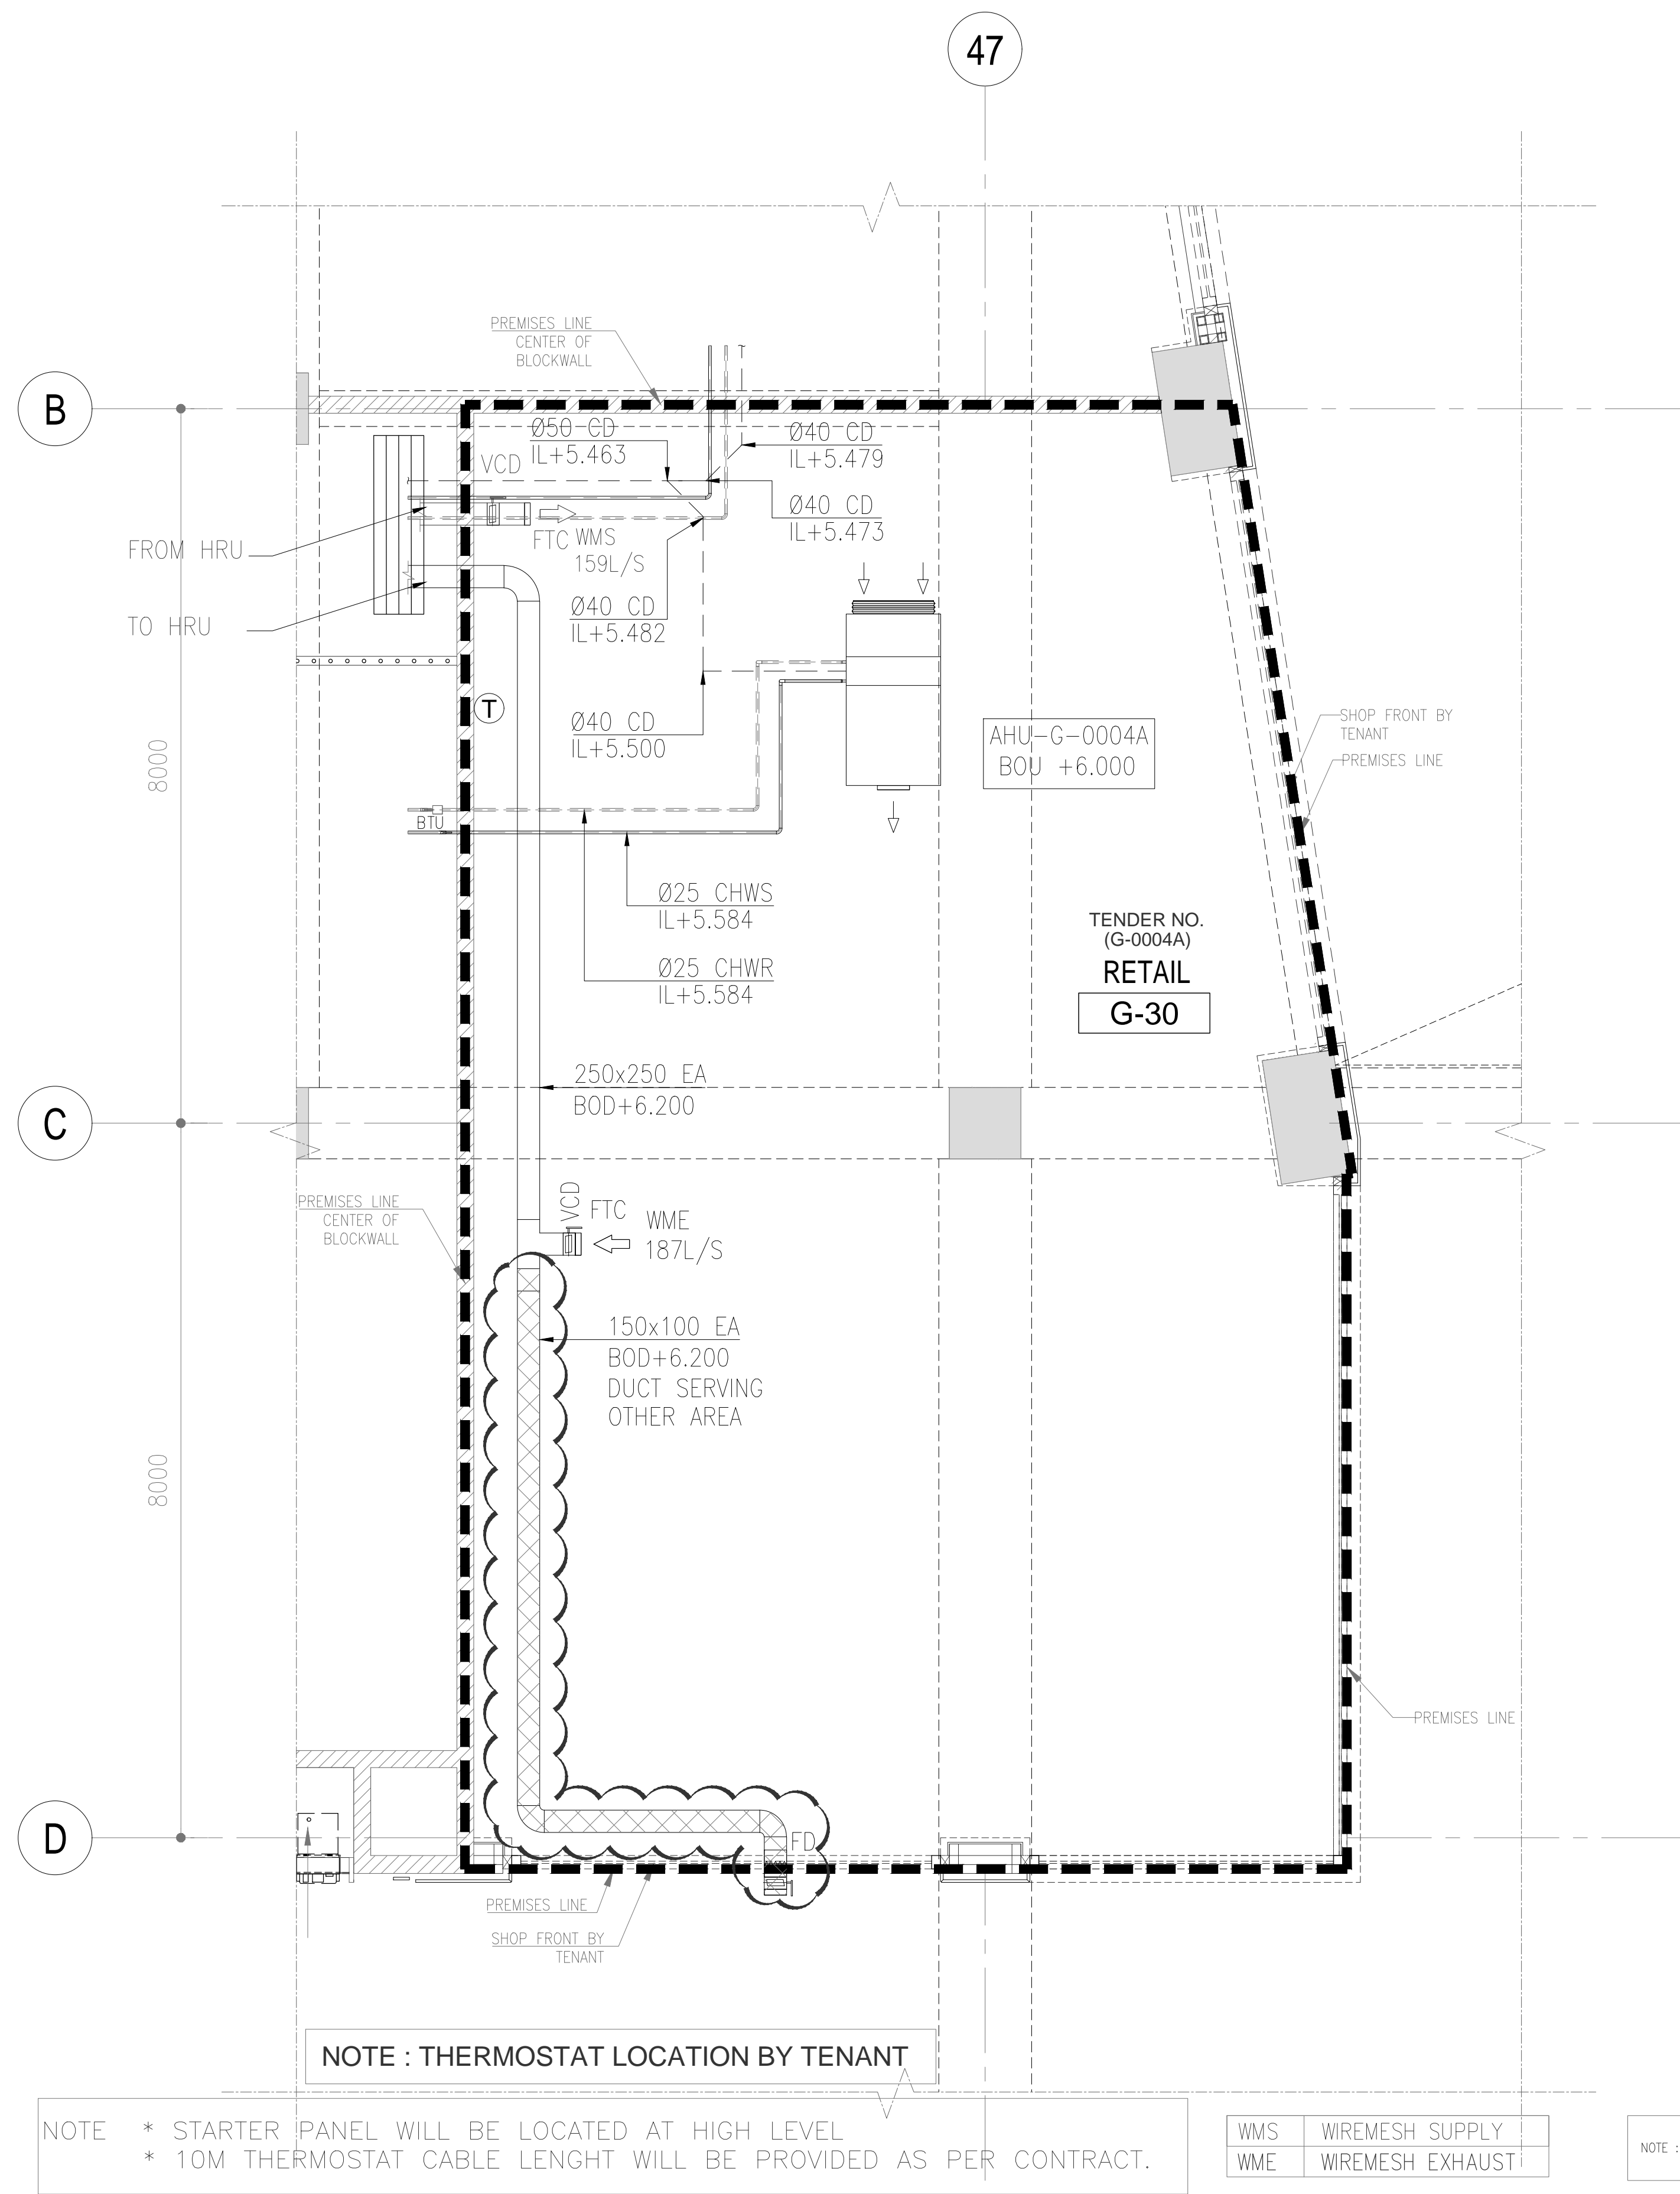 47
PREMISES LINE
CENTER OF
BLOCKWALL
B
Ø50 CD
IL+5.463
Ø40 CD
IL+5.479
VCD
Ø40 CD
IL+5.473
FROM HRU
FTC WMS
159L/S
TO HRU
Ø40 CD
IL+5.482
T
Ø40 CD
IL+5.500
AHU-G-0004A
BOU +6.000
SHOP FRONT BY
TENANT
PREMISES LINE
8000
BTU
Ø25 CHWS
IL+5.584
TENDER NO.
(G-0004A)
RETAIL
G-30
Ø25 CHWR
IL+5.584
250x250 EA
BOD+6.200
C
PREMISES LINE
CENTER OF
BLOCKWALL
VCD
FTC
WME
187L/S
150x100 EA
BOD+6.200
DUCT SERVING
OTHER AREA
8000
PREMISES LINE
D
FD
PREMISES LINE
SHOP FRONT BY
TENANT
NOTE : THERMOSTAT LOCATION BY TENANT
NOTE * STARTER PANEL WILL BE LOCATED AT HIGH LEVEL
* 10M THERMOSTAT CABLE LENGHT WILL BE PROVIDED AS PER CONTRACT.
WMS WIREMESH SUPPLY
WME WIREMESH EXHAUST
NOTE :